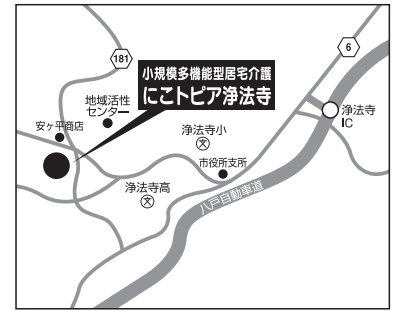 181
6
小規模多機能型居宅介護
にこトピア浄法寺
地域活性
センター
安ヶ平商店
浄法寺小
文
浄法寺
IC
市役所支所
浄法寺高
文
八戸自動車道